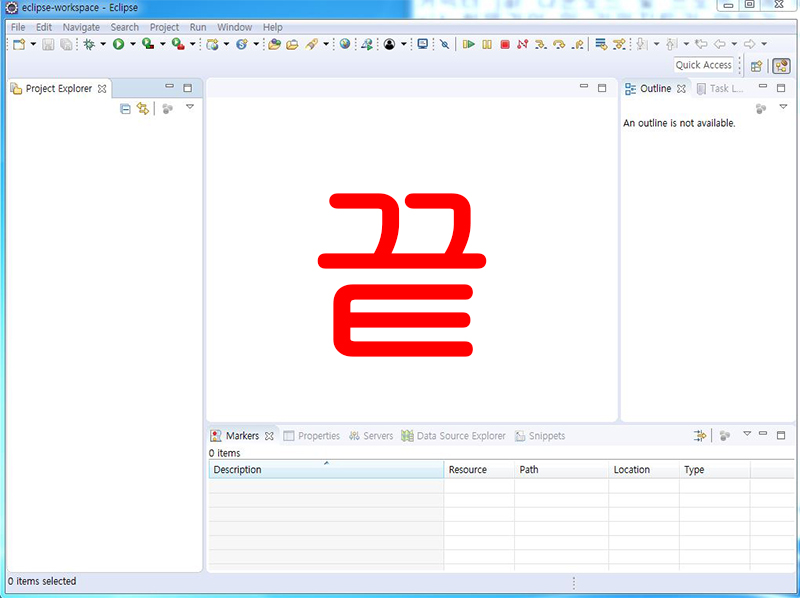 eclipse-workspace - Eclipse
File Edit Navigate Search Project Run Window Help
Quick Access
Project Explorer
Outline Task L...
An outline is not available.
끝
Markers Properties Servers Data Source Explorer Snippets
0 items
Description Resource Path Location Type
0 items selected